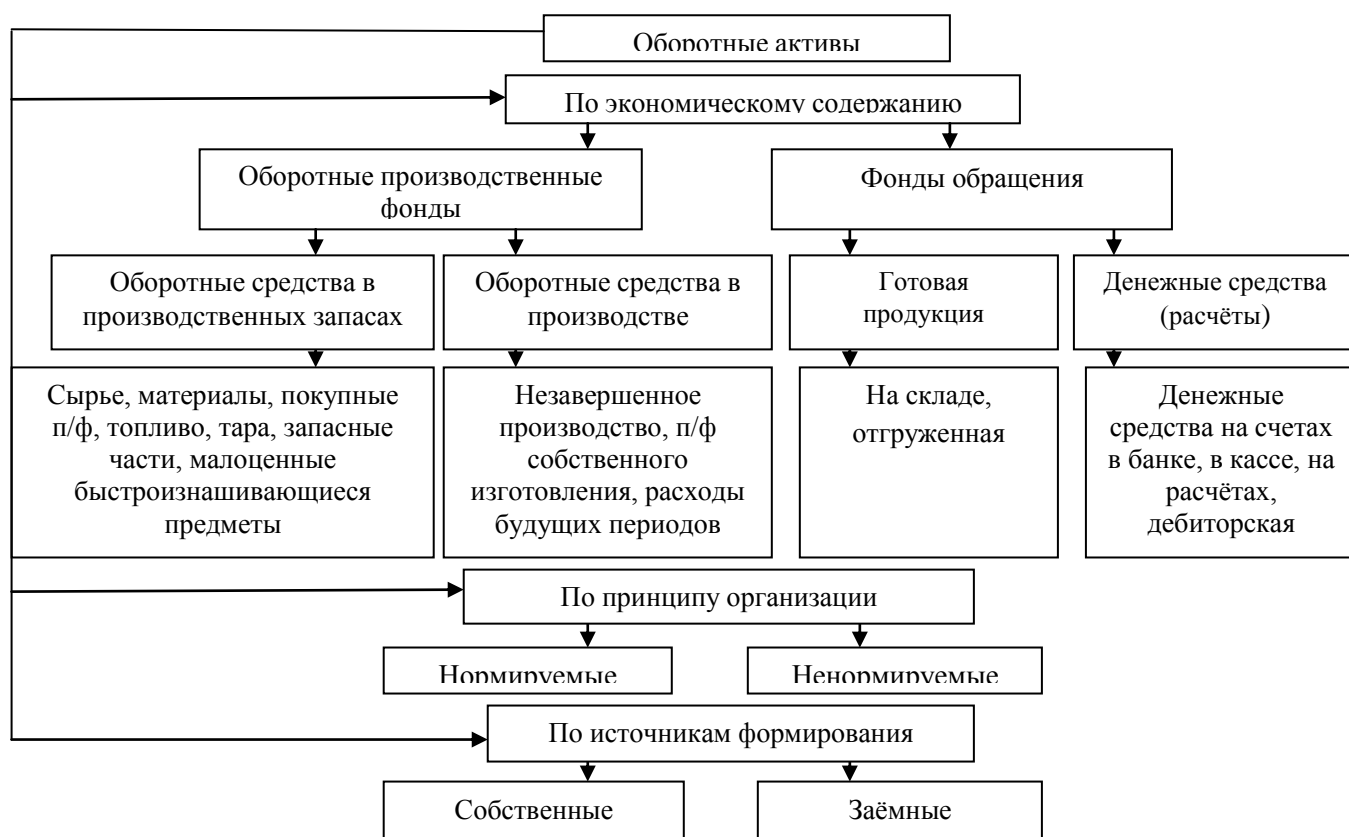 Оборотные активы
По экономическому содержанию
Оборотные производственные
фонды
Фонды обращения
Оборотные средства в
производственных запасах
Оборотные средства в
производстве
Готовая
продукция
Денежные средства
(расчёты)
Сырье, материалы, покупные
п/ф, топливо, тара, запасные
части, малоценные
быстроизнашивающиеся
предметы
Незавершенное
производство, п/ф
собственного
изготовления, расходы
будущих периодов
На складе,
отгруженная
Денежные
средства на счетах
в банке, в кассе, на
расчётах,
дебиторская
По принципу организации
Нормируемые
Ненормируемые
По источникам формирования
Собственные
Заёмные